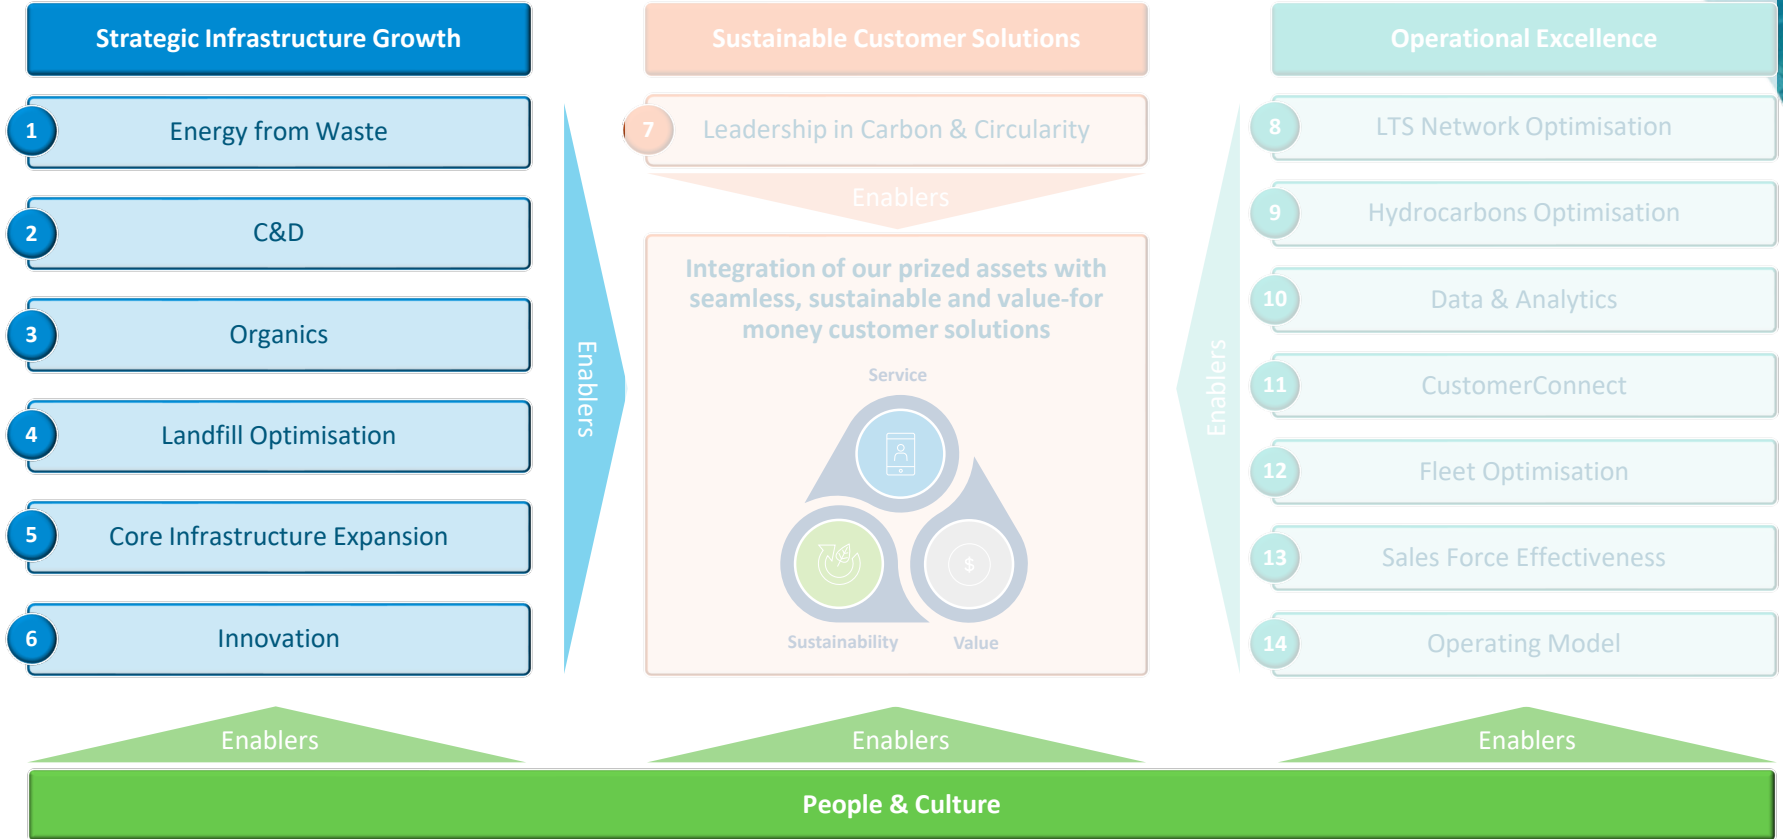 Strategic Infrastructure Growth
1
Energy from Waste
2
C&D
3
Organics
4
Landfill Optimisation
5
Core Infrastructure Expansion
6
Innovation
Enablers
Sustainable Customer Solutions
7
Leadership in Carbon & Circularity
Enablers
Integration of our prized assets with
seamless, sustainable and value-for
money customer solutions
Service
$
Sustainability
Value
Enablers
Operational Excellence
8
LTS Network Optimisation
9
Hydrocarbons Optimisation
10
Data & Analytics
11
CustomerConnect
12
Fleet Optimisation
13
Sales Force Effectiveness
14
Operating Model
Enablers
Enablers
Enablers
People & Culture